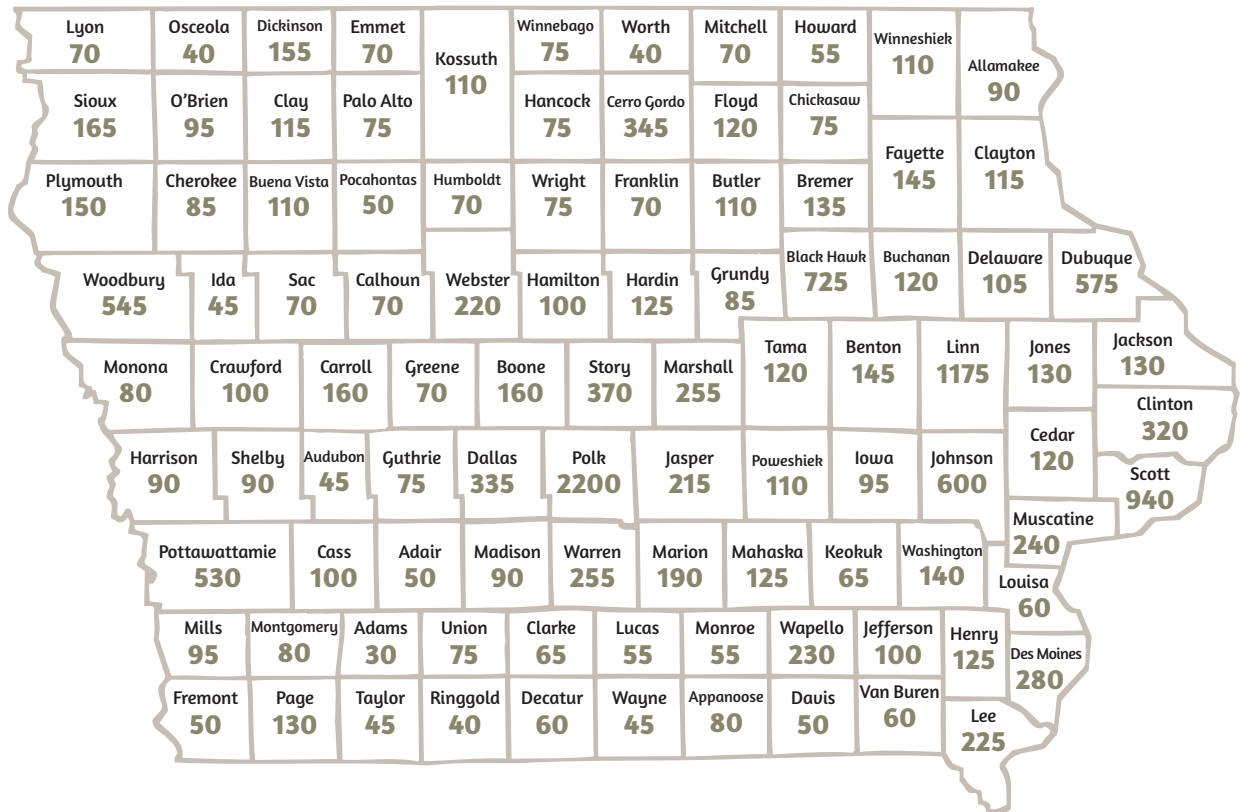 Lyon
70
Osceola
40
Dickinson
155
Emmet
70
Kossuth
110
Winnebago
75
Worth
40
Mitchell
70
Howard
55
Winneshiek
110
Allamakee
90
Sioux
165
O'Brien
95
Clay
115
Palo Alto
75
Hancock
75
Cerro Gordo
345
Floyd
120
Chickasaw
75
Fayette
145
Clayton
115
Plymouth
150
Cherokee
85
Buena Vista
110
Pocahontas
50
Humboldt
70
Wright
75
Franklin
70
Butler
110
Bremer
135
Woodbury
545
Ida
45
Sac
70
Calhoun
70
Webster
220
Hamilton
100
Hardin
125
Grundy
85
Black Hawk
725
Buchanan
120
Delaware
105
Dubuque
575
Monona
80
Crawford
100
Carroll
160
Greene
70
Boone
160
Story
370
Marshall
255
Tama
120
Benton
145
Linn
1175
Jones
130
Jackson
130
Clinton
320
Harrison
90
Shelby
90
Audubon
45
Guthrie
75
Dallas
335
Polk
2200
Jasper
215
Poweshiek
110
Iowa
95
Johnson
600
Cedar
120
Scott
940
Muscatine
240
Pottawattamie
530
Cass
100
Adair
50
Madison
90
Warren
255
Marion
190
Mahaska
125
Keokuk
65
Washington
140
Louisa
60
Mills
95
Montgomery
80
Adams
30
Union
75
Clarke
65
Lucas
55
Monroe
55
Wapello
230
Jefferson
100
Henry
125
Des Moines
280
Fremont
50
Page
130
Taylor
45
Ringgold
40
Decatur
60
Wayne
45
Appanoose
80
Davis
50
Van Buren
60
Lee
225